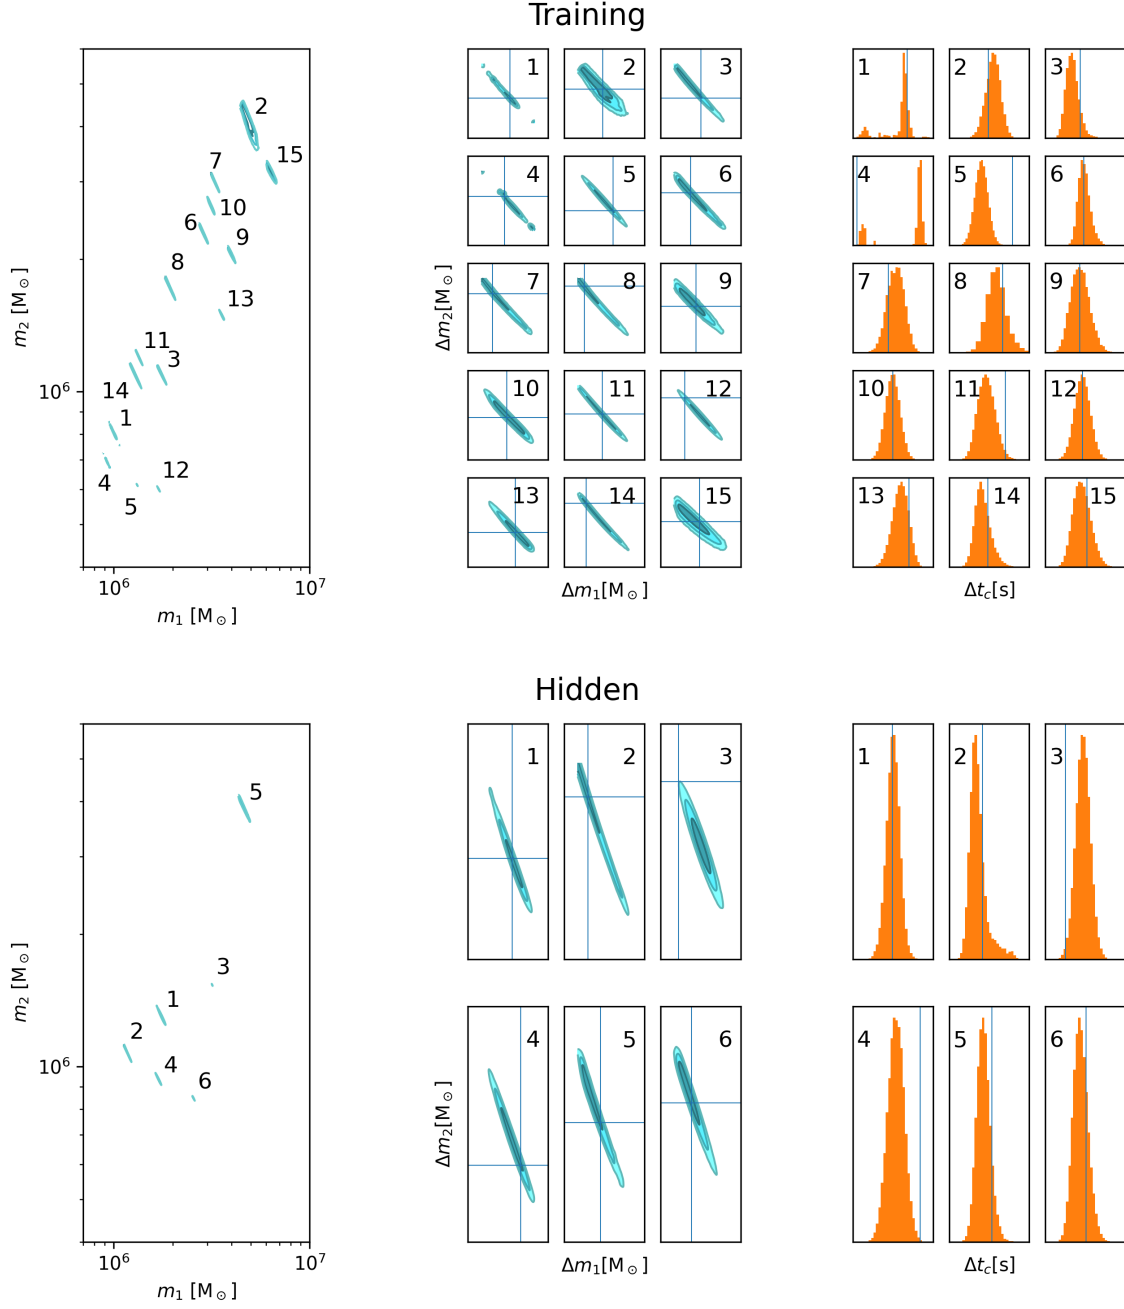 Training
m₂ [M⊙]
10⁶
2
15
7
10
6
9
8
13
11
3
14
1
4
12
5
10⁶ 10⁷
m₁ [M⊙]
Δm₂[M⊙]
1 2 3
4 5 6
7 8 9
10 11 12
13 14 15
Δm₁[M⊙]
1 2 3
4 5 6
7 8 9
10 11 12
13 14 15
Δt_c[s]
Hidden
m₂ [M⊙]
10⁶
5
3
1
2
4
6
10⁶ 10⁷
m₁ [M⊙]
Δm₂[M⊙]
1 2 3
4 5 6
Δm₁[M⊙]
1 2 3
4 5 6
Δt_c[s]